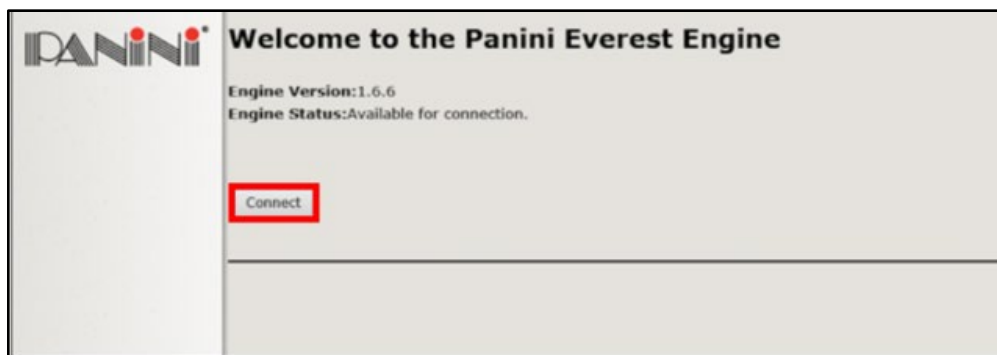 PANINI
Welcome to the Panini Everest Engine
Engine Version:1.6.6
Engine Status:Available for connection.
Connect